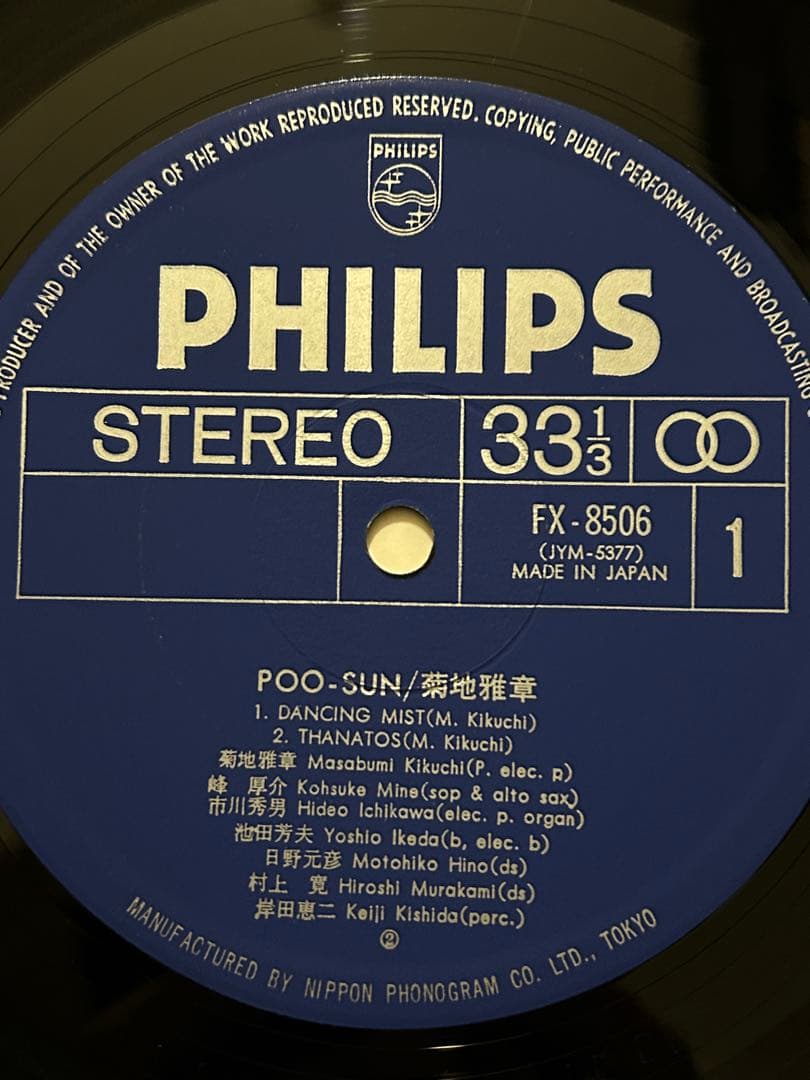 PRODUCER AND OF THE OWNER OF THE WORK REPRODUCED RESERVED. COPYING, PUBLIC PERFORMANCE AND BROADCASTING
PHILIPS
PHILIPS
STEREO
33 1/3
FX-8506
(JYM-5377)
MADE IN JAPAN
1
POO-SUN/菊地雅章
1. DANCING MIST(M. Kikuchi)
2. THANATOS(M. Kikuchi)
菊地雅章 Masabumi Kikuchi(P. elec. p)
峰 厚介 Kohsuke Mine(sop & alto sax)
市川秀男 Hideo Ichikawa(elec. p. organ)
池田芳夫 Yoshio Ikeda(b, elec. b)
日野元彦 Motohiko Hino(ds)
村上 寛 Hiroshi Murakami(ds)
岸田恵二 Keiji Kishida(perc.)
②
MANUFACTURED BY NIPPON PHONOGRAM CO. LTD., TOKYO